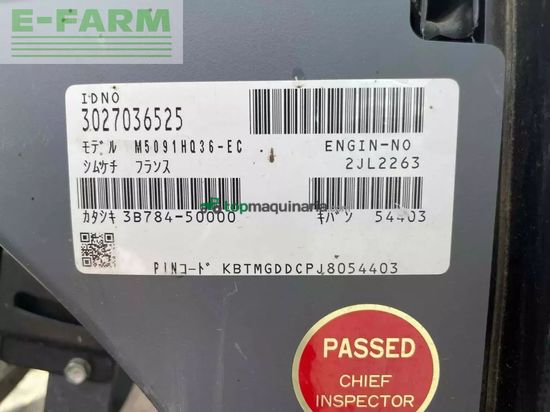 E-FARM
IDNO
3027036525
モデル M5091HQ36-EC ENGIN-NO
シムケチ フランス 2JL2263
topmaquinaria
カタシキ 3B784-50000 キバン 54403
PINコード KBTMGDDCPJ8054403
PASSED
CHIEF
INSPECTOR